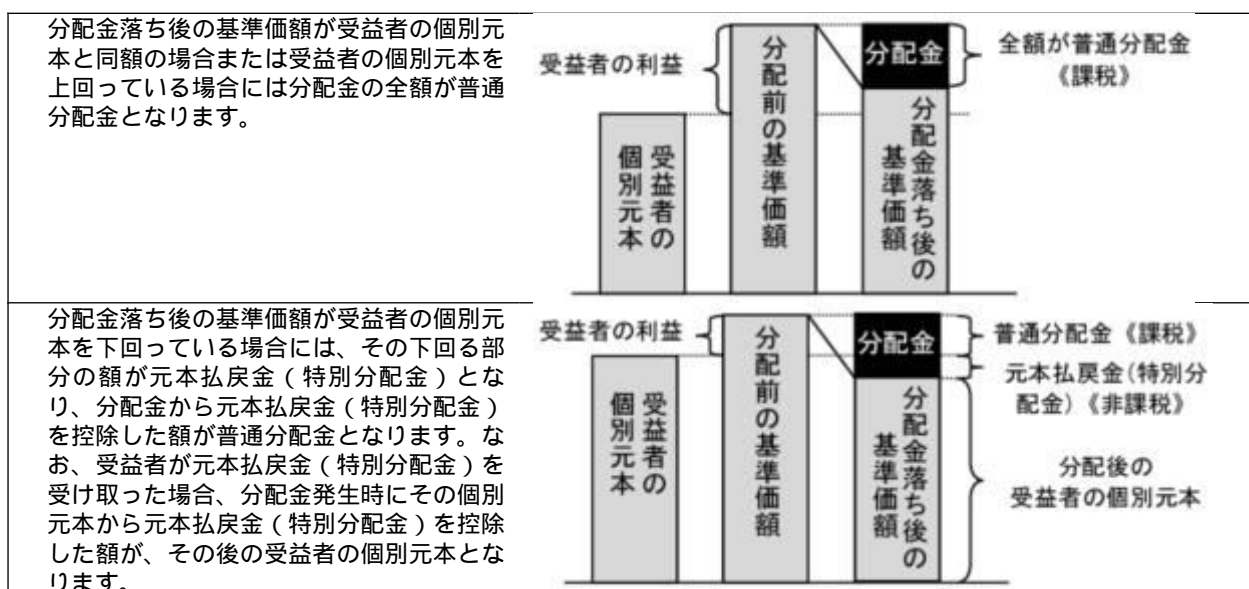 分配金落ち後の基準価額が受益者の個別元
本と同額の場合または受益者の個別元本を
上回っている場合には分配金の全額が普通
分配金となります。
受益者の利益
受益者の
個別元本
分配前の基準価額
分配金
分配金落ち後の
基準価額
全額が普通分配金
《課税》
分配金落ち後の基準価額が受益者の個別元
本を下回っている場合には、その下回る部
分の額が元本払戻金（特別分配金）とな
り、分配金から元本払戻金（特別分配金）
を控除した額が普通分配金となります。な
お、受益者が元本払戻金（特別分配金）を
受け取った場合、分配金発生時にその個別
元本から元本払戻金（特別分配金）を控除
した額が、その後の受益者の個別元本とな
ります。
受益者の利益
受益者の
個別元本
分配前の基準価額
分配金
分配金落ち後の
基準価額
普通分配金《課税》
元本払戻金（特別分
配金）《非課税》
分配後の
受益者の個別元本